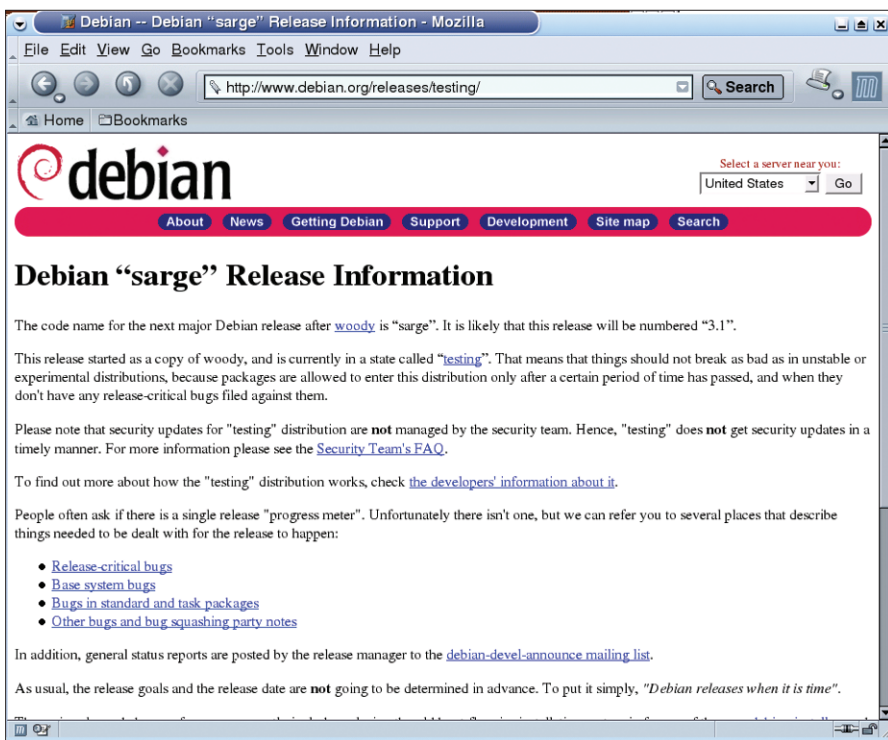 Debian -- Debian “sarge” Release Information - Mozilla
File Edit View Go Bookmarks Tools Window Help
http://www.debian.org/releases/testing/
Search
Home Bookmarks
debian
Select a server near you:
United States Go
About News Getting Debian Support Development Site map Search
Debian “sarge” Release Information
The code name for the next major Debian release after woody is “sarge”. It is likely that this release will be numbered “3.1”.
This release started as a copy of woody, and is currently in a state called “testing”. That means that things should not break as bad as in unstable or
experimental distributions, because packages are allowed to enter this distribution only after a certain period of time has passed, and when they
don't have any release-critical bugs filed against them.
Please note that security updates for "testing" distribution are not managed by the security team. Hence, "testing" does not get security updates in a
timely manner. For more information please see the Security Team's FAQ.
To find out more about how the "testing" distribution works, check the developers' information about it.
People often ask if there is a single release "progress meter". Unfortunately there isn't one, but we can refer you to several places that describe
things needed to be dealt with for the release to happen:
Release-critical bugs
Base system bugs
Bugs in standard and task packages
Other bugs and bug squashing party notes
In addition, general status reports are posted by the release manager to the debian-devel-announce mailing list.
As usual, the release goals and the release date are not going to be determined in advance. To put it simply, "Debian releases when it is time".